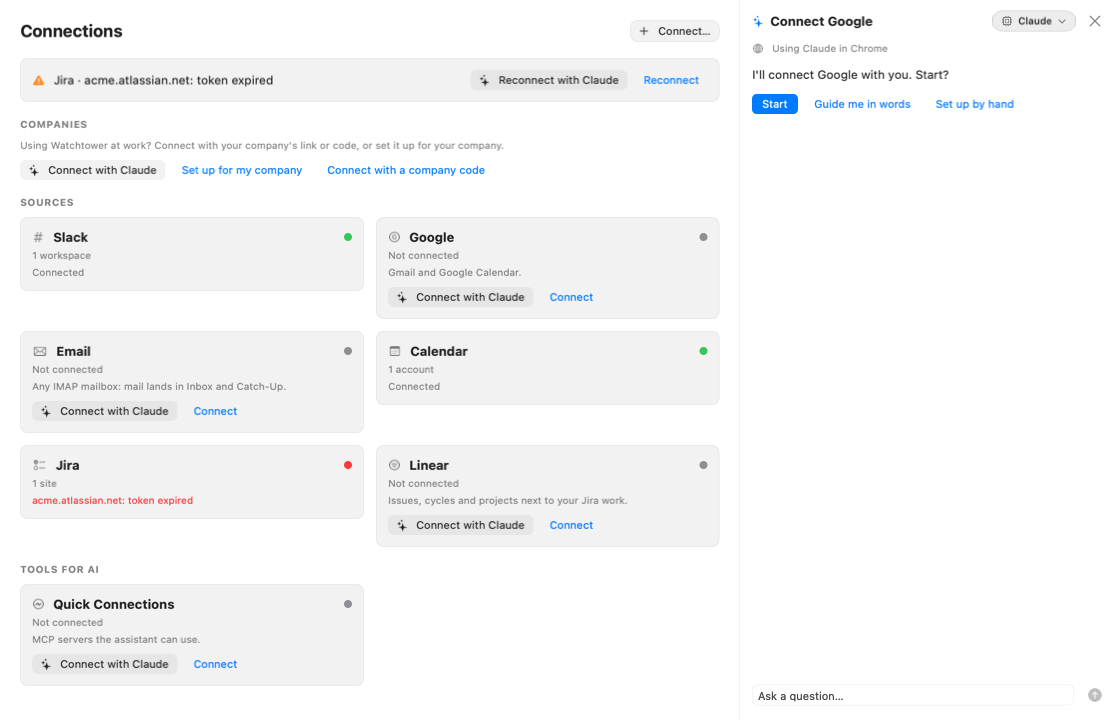 Connections
Connect...
Jira · acme.atlassian.net: token expired
Reconnect with Claude
Reconnect
COMPANIES
Using Watchtower at work? Connect with your company's link or code, or set it up for your company.
Connect with Claude
Set up for my company
Connect with a company code
SOURCES
Slack
1 workspace
Connected
Google
Not connected
Gmail and Google Calendar.
Connect with Claude
Connect
Email
Not connected
Any IMAP mailbox: mail lands in Inbox and Catch-Up.
Connect with Claude
Connect
Calendar
1 account
Connected
Jira
1 site
acme.atlassian.net: token expired
Linear
Not connected
Issues, cycles and projects next to your Jira work.
Connect with Claude
Connect
TOOLS FOR AI
Quick Connections
Not connected
MCP servers the assistant can use.
Connect with Claude
Connect
Connect Google
Claude
Using Claude in Chrome
I'll connect Google with you. Start?
Start
Guide me in words
Set up by hand
Ask a question...